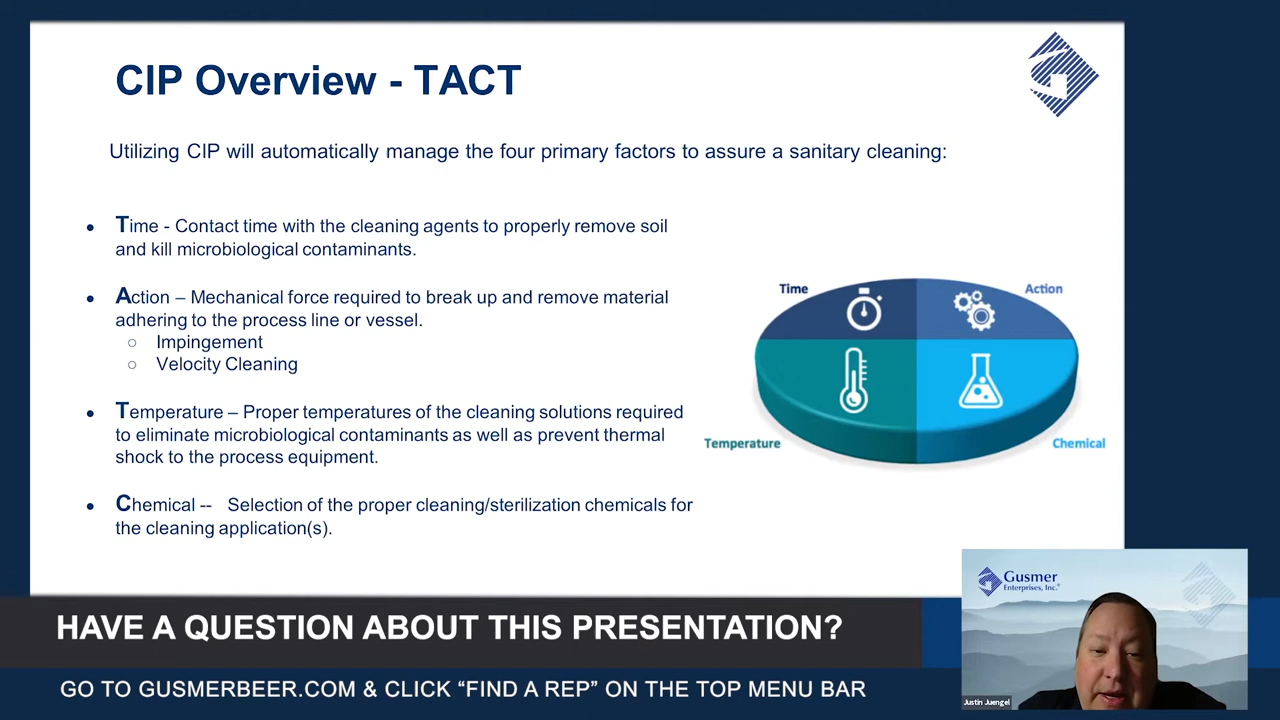 CIP Overview - TACT
Utilizing CIP will automatically manage the four primary factors to assure a sanitary cleaning:
● Time - Contact time with the cleaning agents to properly remove soil
and kill microbiological contaminants.
● Action – Mechanical force required to break up and remove material
adhering to the process line or vessel.
○ Impingement
○ Velocity Cleaning
● Temperature – Proper temperatures of the cleaning solutions required
to eliminate microbiological contaminants as well as prevent thermal
shock to the process equipment.
● Chemical -- Selection of the proper cleaning/sterilization chemicals for
the cleaning application(s).
Time
Action
Temperature
Chemical
Gusmer
Enterprises, Inc.®
Justin Juengel
HAVE A QUESTION ABOUT THIS PRESENTATION?
GO TO GUSMERBEER.COM & CLICK “FIND A REP” ON THE TOP MENU BAR